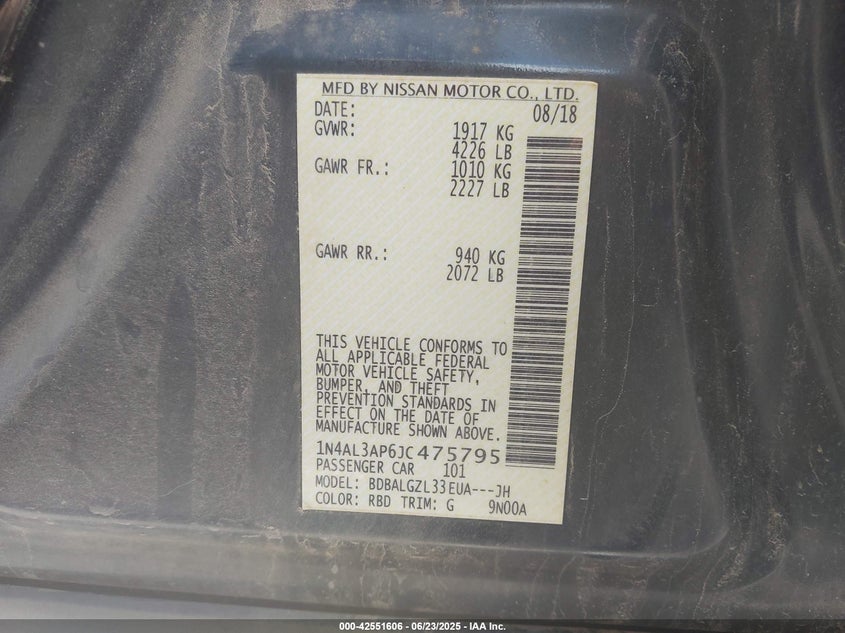 MFD BY NISSAN MOTOR CO., LTD.
DATE: 08/18
GVWR: 1917 KG
4226 LB
GAWR FR.: 1010 KG
2227 LB
GAWR RR.: 940 KG
2072 LB
THIS VEHICLE CONFORMS TO
ALL APPLICABLE FEDERAL
MOTOR VEHICLE SAFETY,
BUMPER, AND THEFT
PREVENTION STANDARDS IN
EFFECT ON THE DATE OF
MANUFACTURE SHOWN ABOVE.
1N4AL3AP6JC475795
PASSENGER CAR 101
MODEL: BDBALGZL33EUA---JH
COLOR: RBD TRIM: G 9N00A
000-42551606 - 06/23/2025 - IAA Inc.